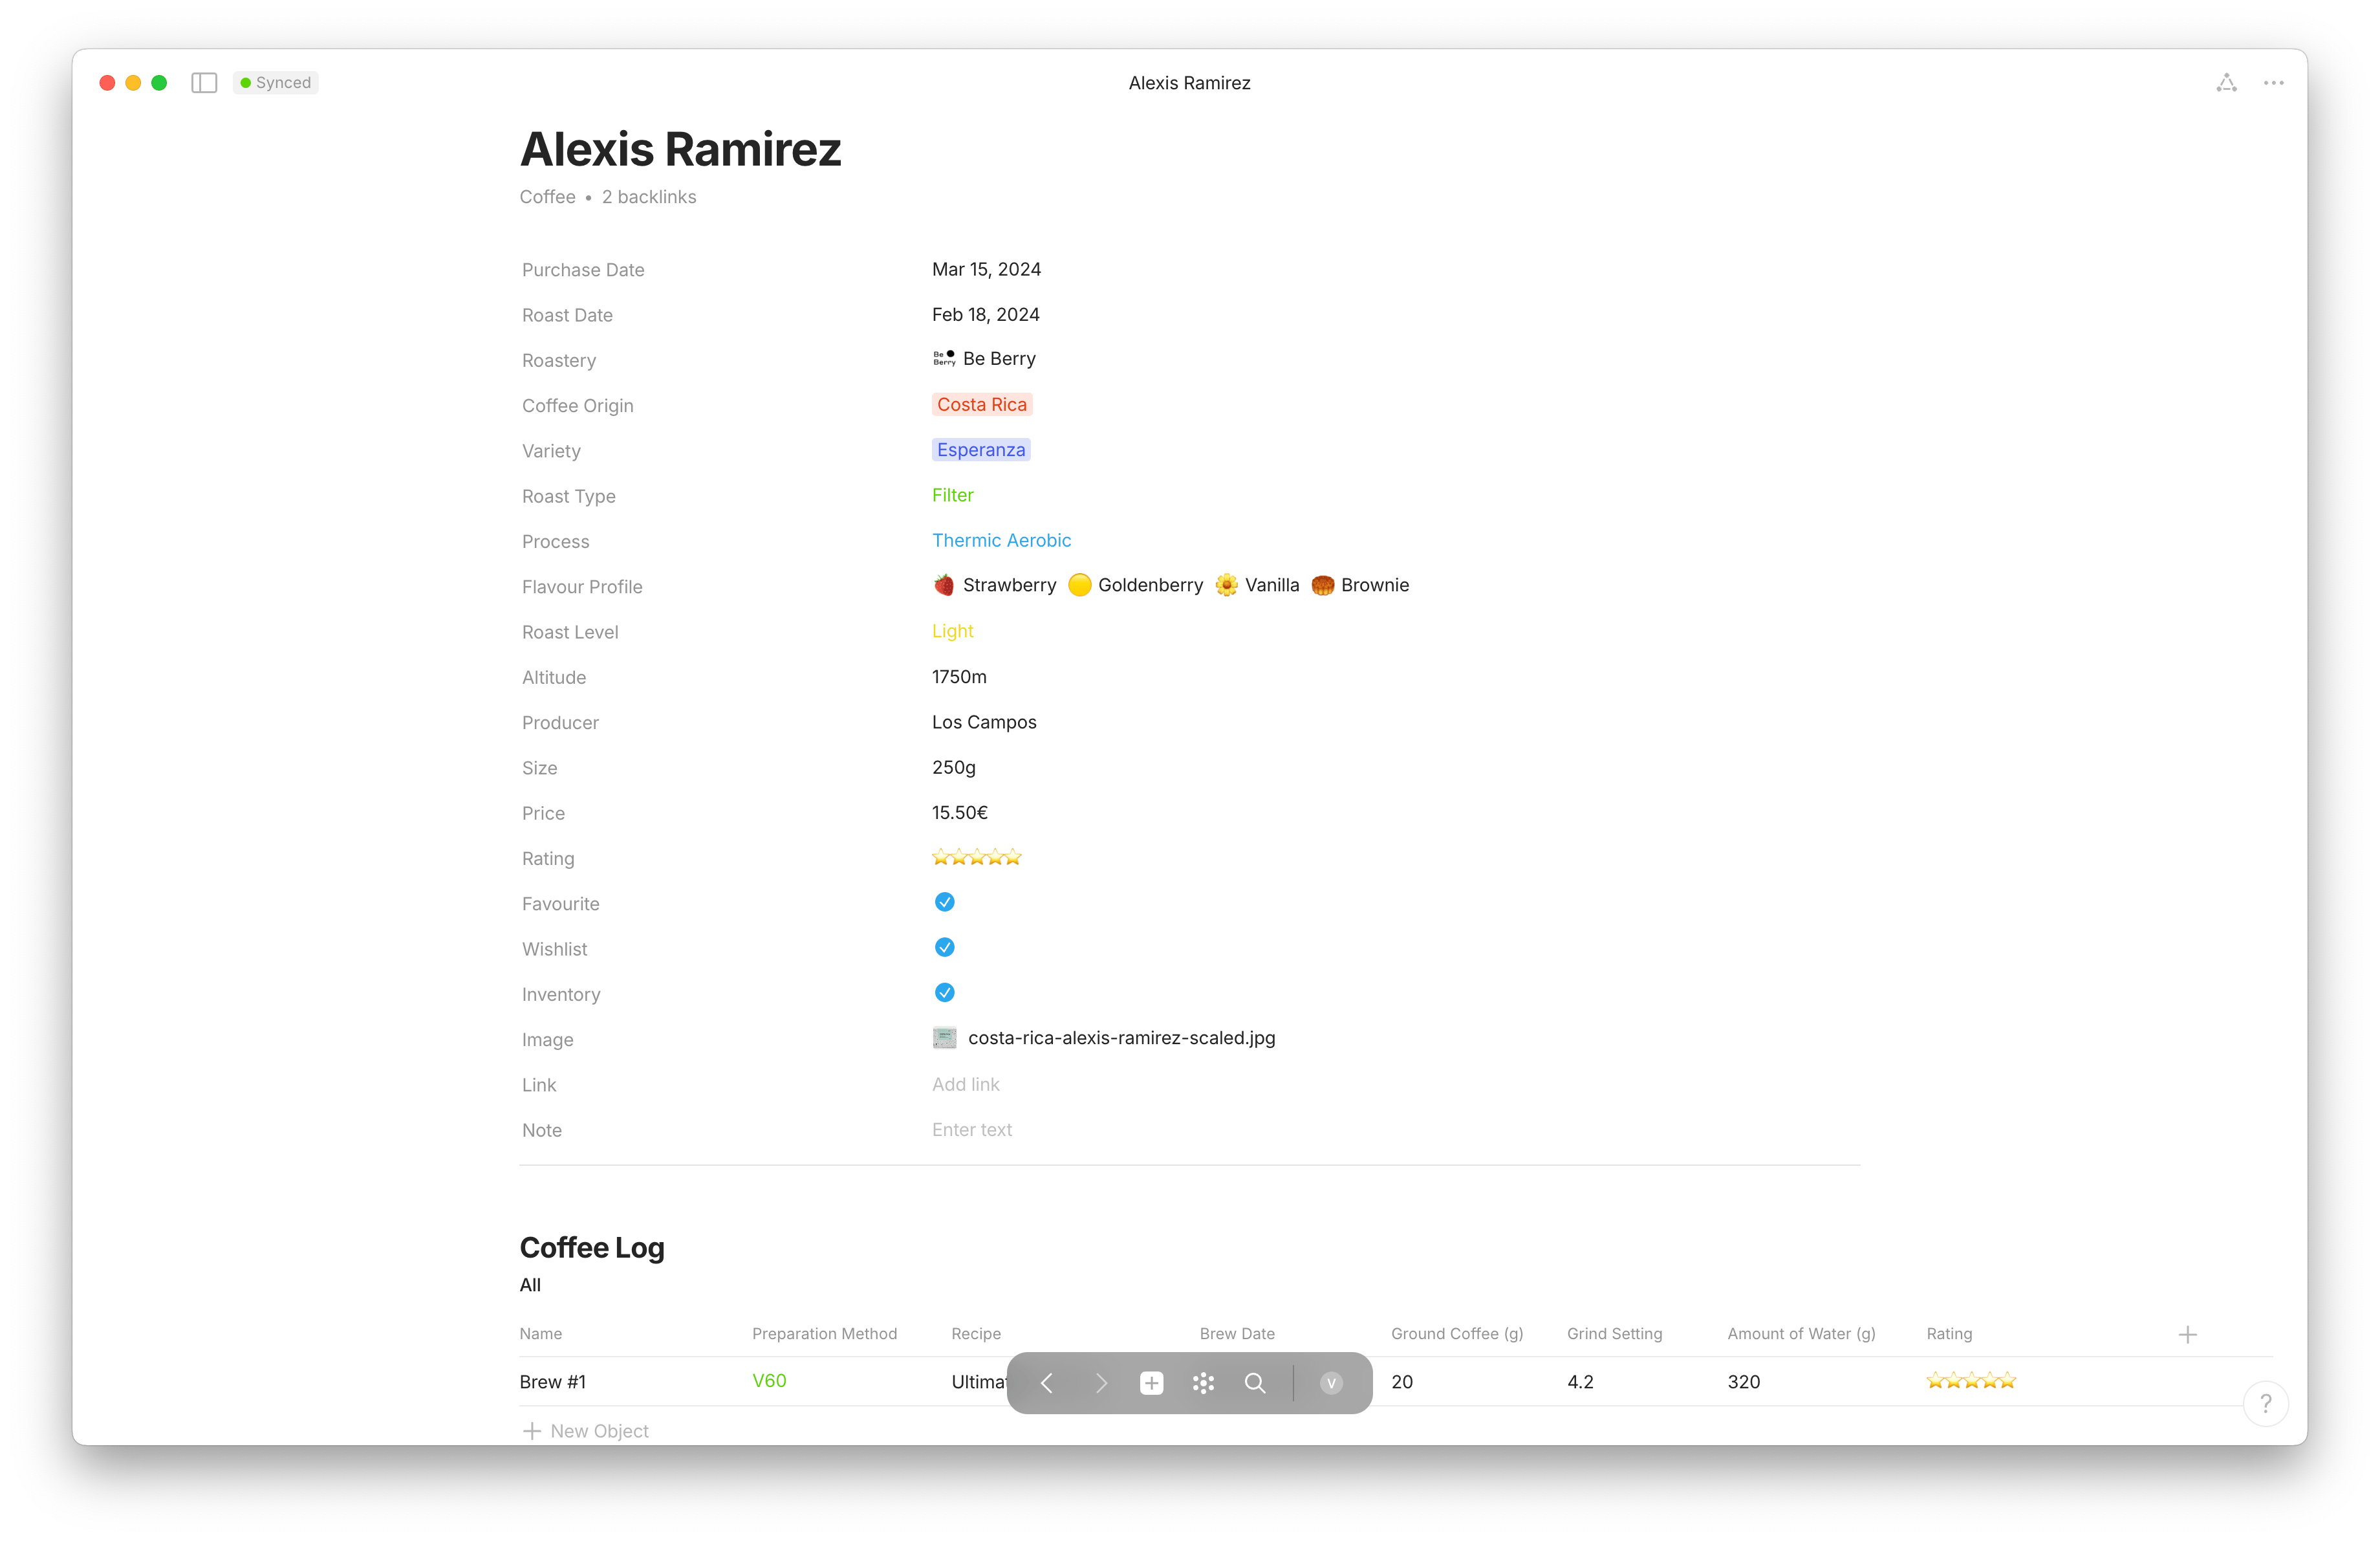 Synced
Alexis Ramirez
Alexis Ramirez
Coffee • 2 backlinks
Purchase Date Mar 15, 2024
Roast Date Feb 18, 2024
Roastery Be Berry Be Berry
Coffee Origin Costa Rica
Variety Esperanza
Roast Type Filter
Process Thermic Aerobic
Flavour Profile 🍓 Strawberry 🟡 Goldenberry 🌼 Vanilla 🥮 Brownie
Roast Level Light
Altitude 1750m
Producer Los Campos
Size 250g
Price 15.50€
Rating ⭐⭐⭐⭐⭐
Favourite
Wishlist
Inventory
Image costa-rica-alexis-ramirez-scaled.jpg
Link Add link
Note Enter text
Coffee Log
All
Name Preparation Method Recipe Brew Date Ground Coffee (g) Grind Setting Amount of Water (g) Rating
Brew #1 V60 20 4.2 320 ⭐⭐⭐⭐⭐
V
?
+ New Object